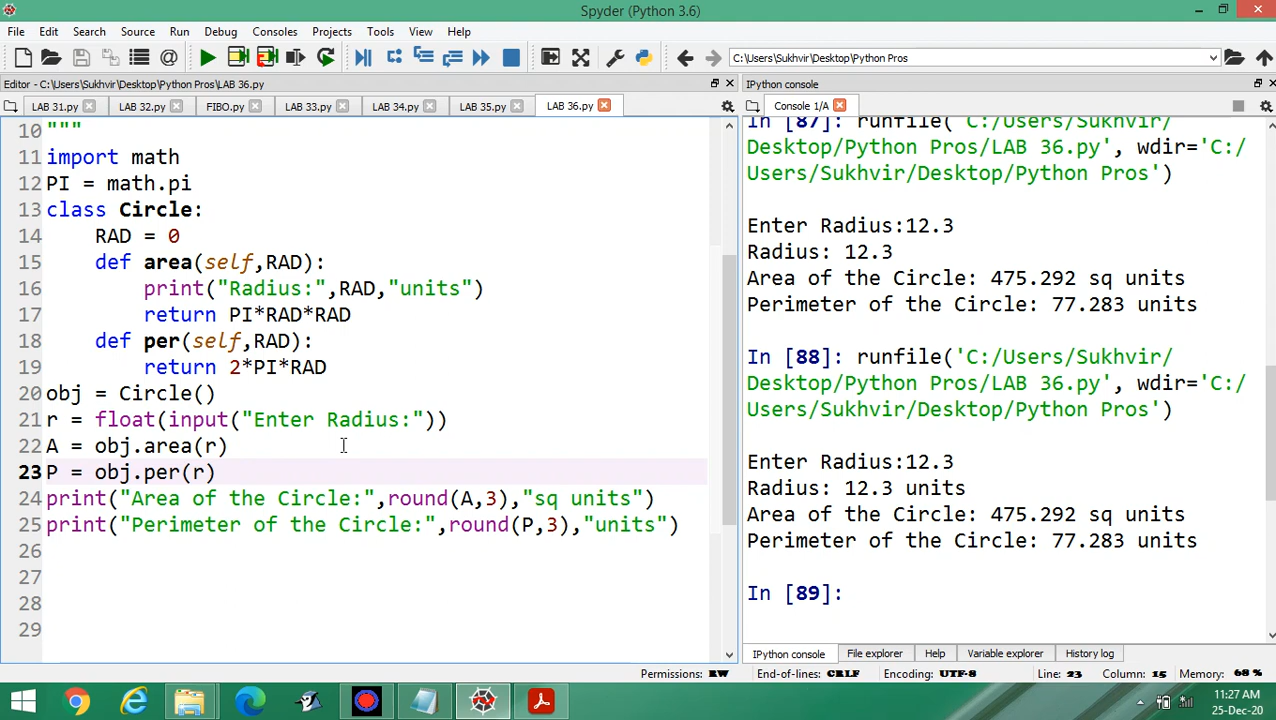 Spyder (Python 3.6)
File Edit Search Source Run Debug Consoles Projects Tools View Help
C:\Users\Sukhvir\Desktop\Python Pros
Editor - C:\Users\Sukhvir\Desktop\Python Pros\LAB 36.py
LAB 31.py LAB 32.py FIBO.py LAB 33.py LAB 34.py LAB 35.py LAB 36.py
10 """
11 import math
12 PI = math.pi
13 class Circle:
14     RAD = 0
15     def area(self,RAD):
16         print("Radius:",RAD,"units")
17         return PI*RAD*RAD
18     def per(self,RAD):
19         return 2*PI*RAD
20 obj = Circle()
21 r = float(input("Enter Radius:"))
22 A = obj.area(r)
23 P = obj.per(r)
24 print("Area of the Circle:",round(A,3),"sq units")
25 print("Perimeter of the Circle:",round(P,3),"units")
26
27
28
29
IPython console
Console 1/A
In [87]: runfile('C:/Users/Sukhvir/
Desktop/Python Pros/LAB 36.py', wdir='C:/
Users/Sukhvir/Desktop/Python Pros')
Enter Radius:12.3
Radius: 12.3
Area of the Circle: 475.292 sq units
Perimeter of the Circle: 77.283 units
In [88]: runfile('C:/Users/Sukhvir/
Desktop/Python Pros/LAB 36.py', wdir='C:/
Users/Sukhvir/Desktop/Python Pros')
Enter Radius:12.3
Radius: 12.3 units
Area of the Circle: 475.292 sq units
Perimeter of the Circle: 77.283 units
In [89]:
IPython console File explorer Help Variable explorer History log
Permissions: RW End-of-lines: CRLF Encoding: UTF-8 Line: 23 Column: 15 Memory: 68 %
11:27 AM
25-Dec-20